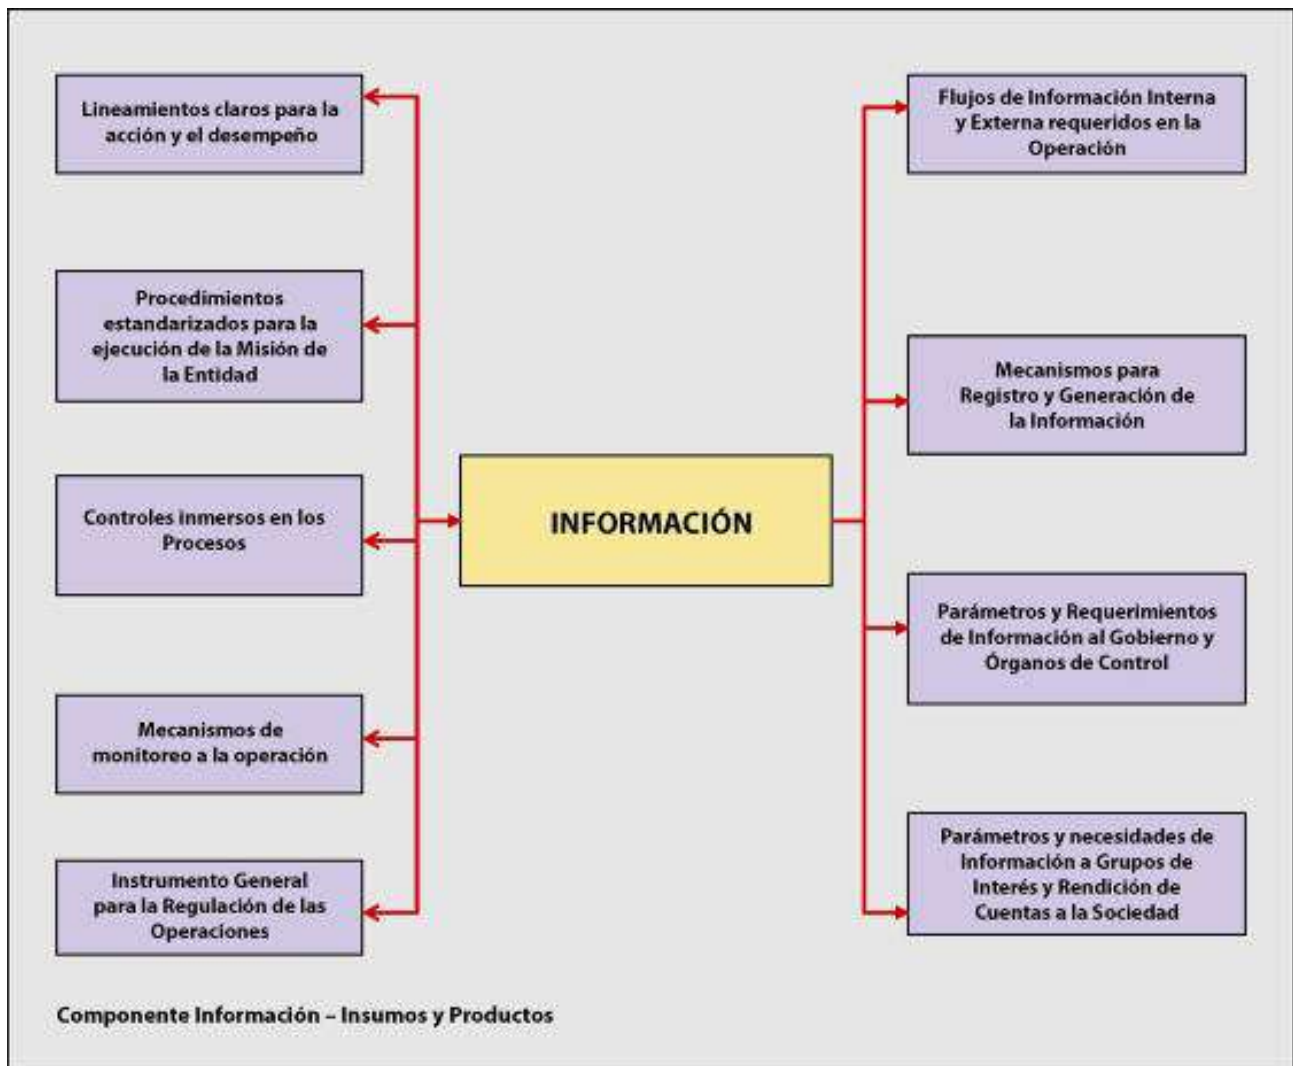 Lineamientos claros para la
acción y el desempeño
Procedimientos
estandarizados para la
ejecución de la Misión de
la Entidad
Controles inmersos en los
Procesos
Mecanismos de
monitoreo a la operación
Instrumento General
para la Regulación de las
Operaciones
INFORMACIÓN
Flujos de Información Interna
y Externa requeridos en la
Operación
Mecanismos para
Registro y Generación de
la Información
Parámetros y Requerimientos
de Información al Gobierno y
Órganos de Control
Parámetros y necesidades de
Información a Grupos de
Interés y Rendición de
Cuentas a la Sociedad
Componente Información – Insumos y Productos